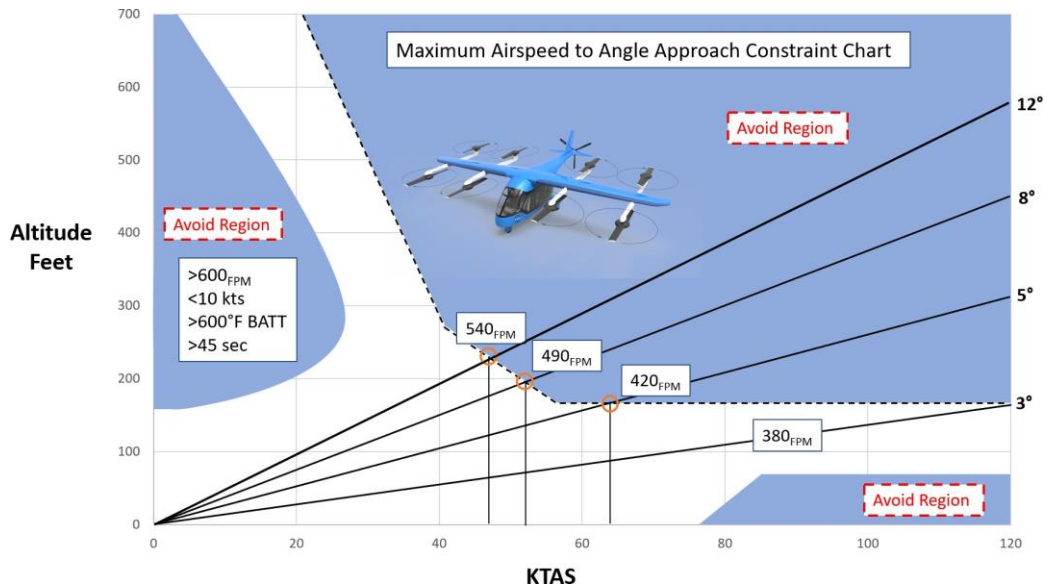 Maximum Airspeed to Angle Approach Constraint Chart
700
600
500
400
300
200
100
0
Altitude
Feet
Avoid Region
>600FPM
<10 kts
>600°F BATT
>45 sec
Avoid Region
12°
8°
5°
3°
540FPM
490FPM
420FPM
380FPM
Avoid Region
0
20
40
60
80
100
120
KTAS